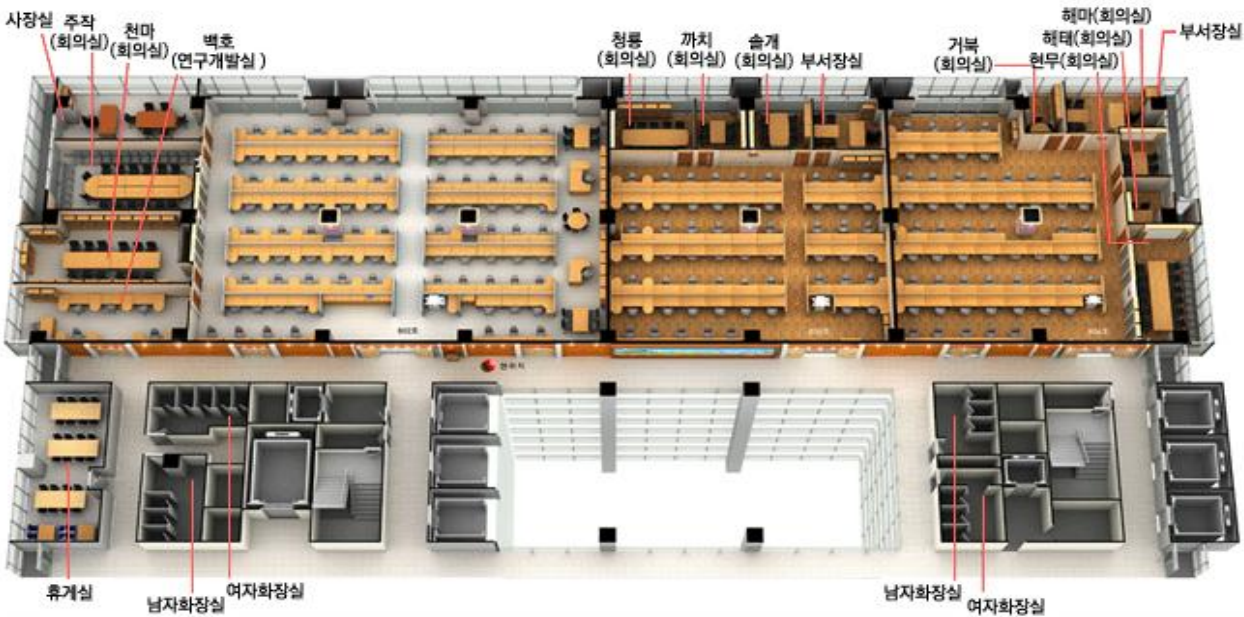 사장실
주작
(회의실)
천마
(회의실)
백호
(연구개발실 )
청룡
(회의실)
까치
(회의실)
솔개
(회의실)
부서장실
거북
(회의실)
해마(회의실)
해태(회의실)
현무(회의실)
부서장실
현위치
휴게실
남자화장실
여자화장실
남자화장실
여자화장실